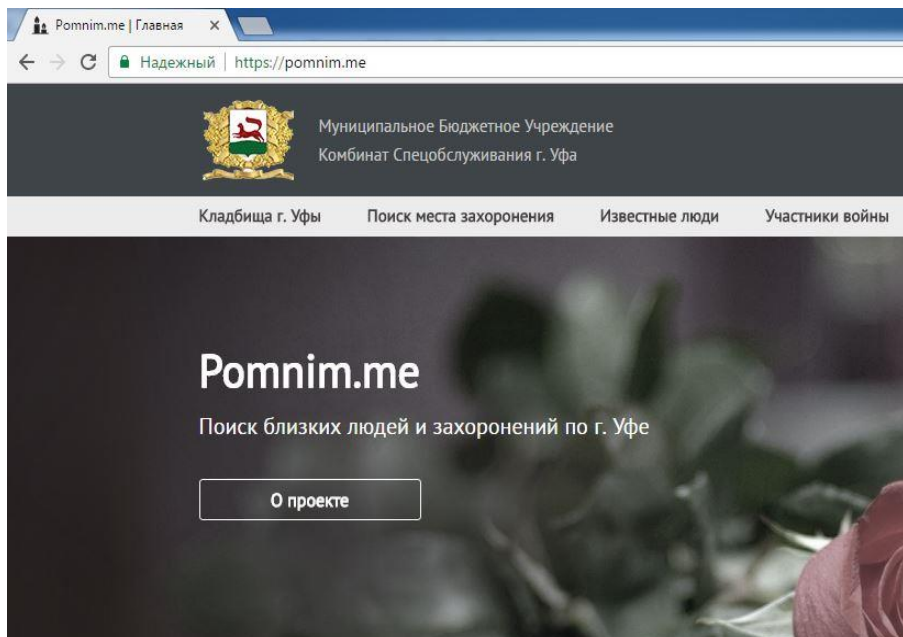 Pomnim.me | Главная
Надежный | https://pomnim.me
Муниципальное Бюджетное Учреждение
Комбинат Спецобслуживания г. Уфа
Кладбища г. Уфы Поиск места захоронения Известные люди Участники войны
Pomnim.me
Поиск близких людей и захоронений по г. Уфе
О проекте